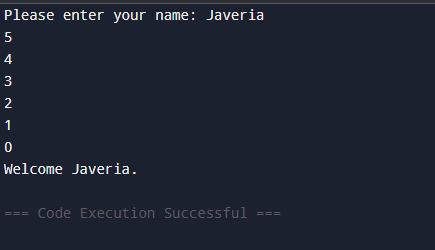 Please enter your name: Javeria
5
4
3
2
1
0
Welcome Javeria.
=== Code Execution Successful ===